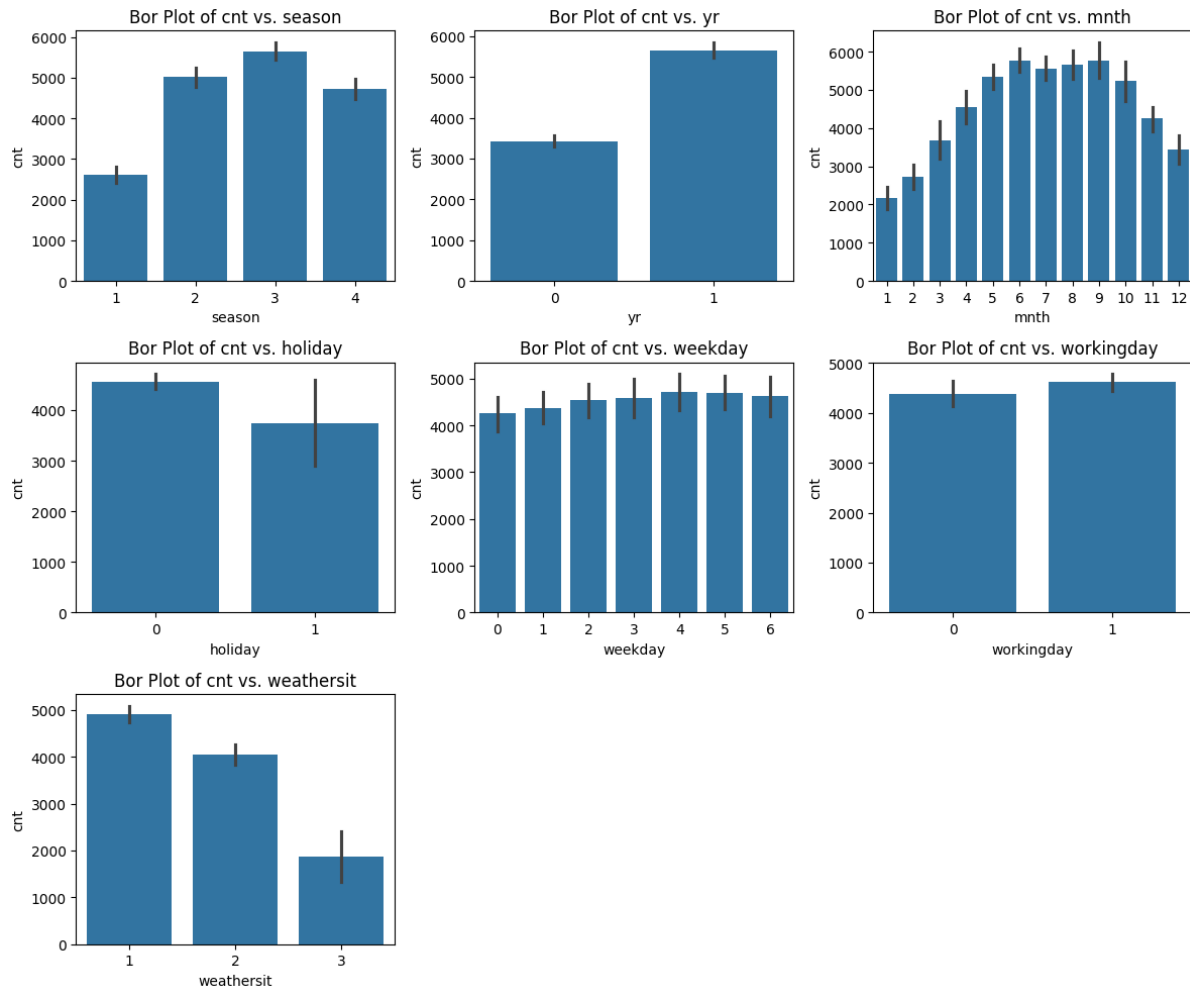 Bor Plot of cnt vs. season
6000
5000
4000
3000
2000
1000
0
cnt
1 2 3 4
season
Bor Plot of cnt vs. yr
6000
5000
4000
3000
2000
1000
0
cnt
0 1
yr
Bor Plot of cnt vs. mnth
6000
5000
4000
3000
2000
1000
0
cnt
1 2 3 4 5 6 7 8 9 10 11 12
mnth
Bor Plot of cnt vs. holiday
4000
3000
2000
1000
0
cnt
0 1
holiday
Bor Plot of cnt vs. weekday
5000
4000
3000
2000
1000
0
cnt
0 1 2 3 4 5 6
weekday
Bor Plot of cnt vs. workingday
5000
4000
3000
2000
1000
0
cnt
0 1
workingday
Bor Plot of cnt vs. weathersit
5000
4000
3000
2000
1000
0
cnt
1 2 3
weathersit